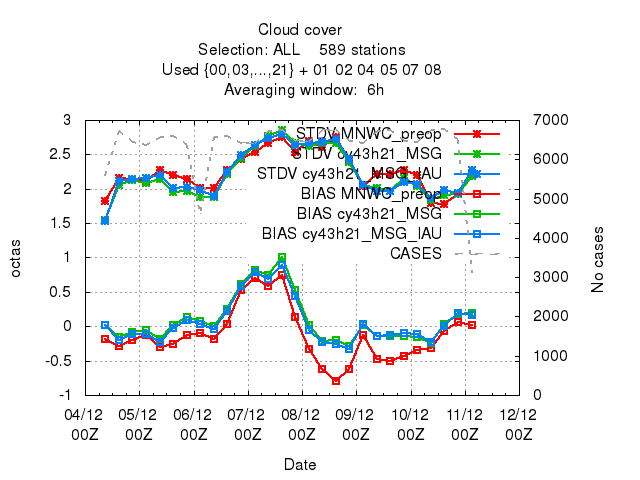 Cloud cover
Selection: ALL 589 stations
Used {00,03,...,21} + 01 02 04 05 07 08
Averaging window: 6h
3
2.5
2
1.5
1
0.5
0
-0.5
-1
octas
STDV MNWC_preop
STDV cy43h21_MSG
STDV cy43h21_MSG_IAU
BIAS MNWC_preop
BIAS cy43h21_MSG
BIAS cy43h21_MSG_IAU
CASES
7000
6000
5000
4000
3000
2000
1000
0
No cases
04/12 05/12 06/12 07/12 08/12 09/12 10/12 11/12 12/12
00Z 00Z 00Z 00Z 00Z 00Z 00Z 00Z 00Z
Date